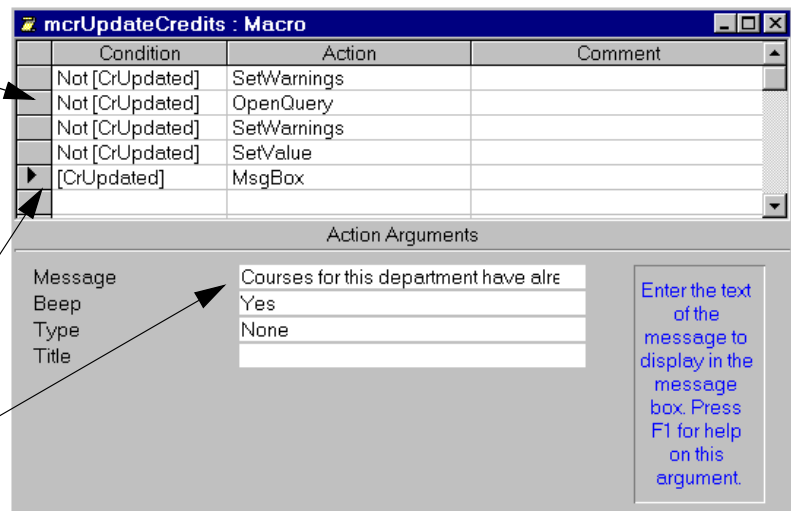 mcrUpdateCredits : Macro
Condition Action Comment
Not [CrUpdated] SetWarnings
Not [CrUpdated] OpenQuery
Not [CrUpdated] SetWarnings
Not [CrUpdated] SetValue
[CrUpdated] MsgBox
Action Arguments
Message Courses for this department have alre
Beep Yes
Type None
Title
Enter the text
of the
message to
display in the
message
box. Press
F1 for help
on this
argument.